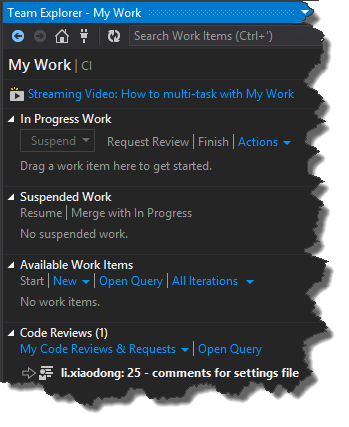 Team Explorer - My Work
Search Work Items (Ctrl+')
My Work | CI
Streaming Video: How to multi-task with My Work
In Progress Work
Suspend | Request Review | Finish | Actions
Drag a work item here to get started.
Suspended Work
Resume | Merge with In Progress
No suspended work.
Available Work Items
Start | New | Open Query | All Iterations
No work items.
Code Reviews (1)
My Code Reviews & Requests | Open Query
li.xiaodong: 25 - comments for settings file